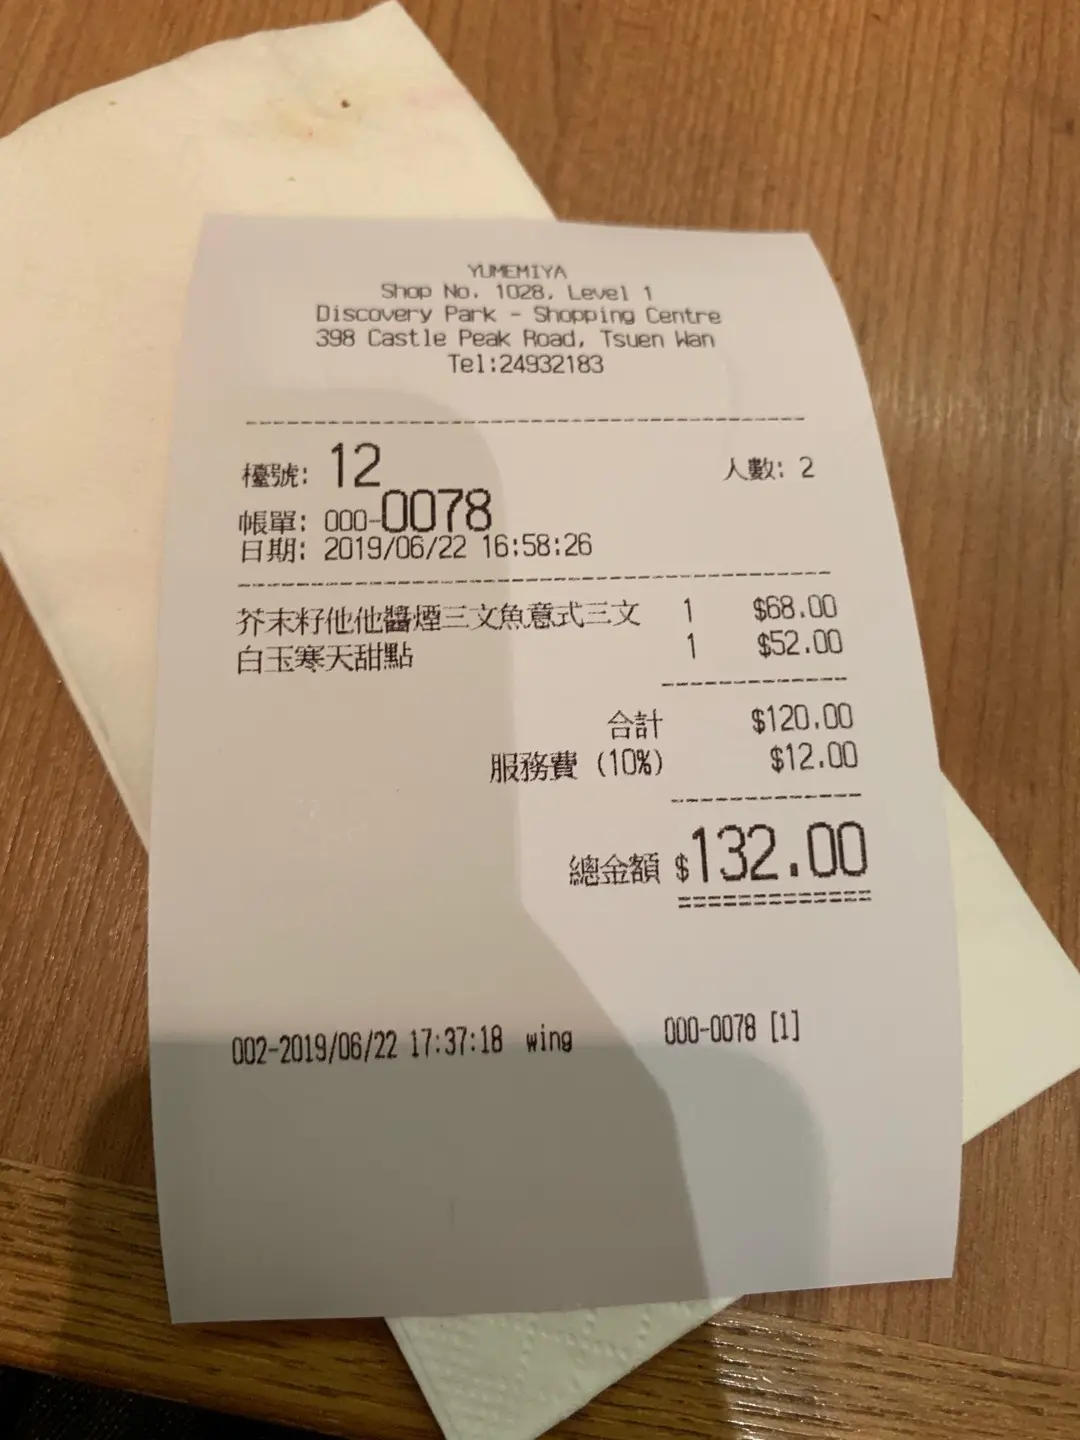 YUMEMIYA
Shop No. 1028, Level 1
Discovery Park - Shopping Centre
398 Castle Peak Road, Tsuen Wan
Tel:24932183
檯號: 12 人數: 2
帳單: 000-0078
日期: 2019/06/22 16:58:26
芥末籽他他醬煙三文魚意式三文 1 $68.00
白玉寒天甜點 1 $52.00
合計 $120.00
服務費 (10%) $12.00
總金額 $132.00
002-2019/06/22 17:37:18 wing 000-0078 [1]